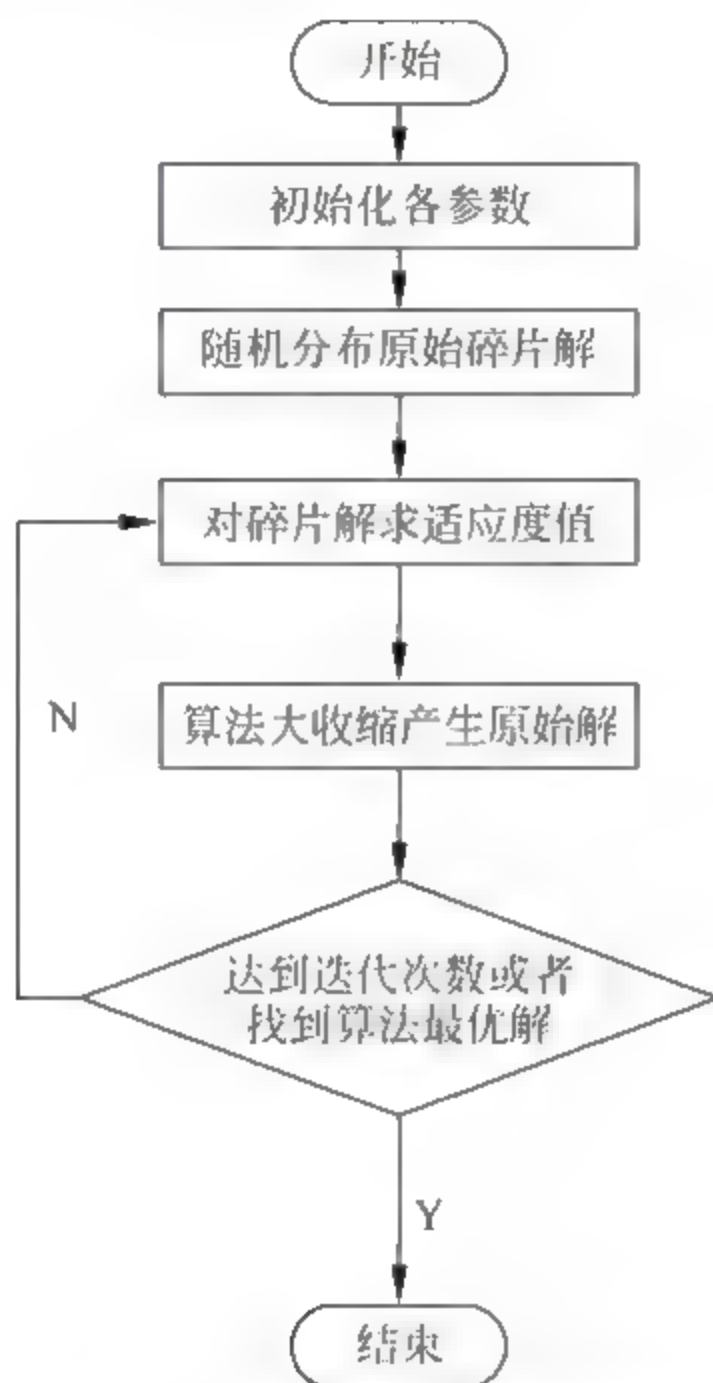 开始
初始化各参数
随机分布原始碎片解
对碎片解求适应度值
N
算法大收缩产生原始解
达到迭代次数或者
找到算法最优解
Y
结束